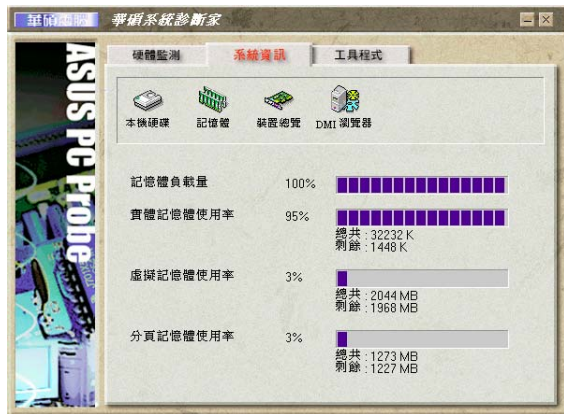 華碩電腦 華碩系統診斷家
ASUS PC Probe
硬體監測 系統資訊 工具程式
本機硬碟 記憶體 裝置總覽 DMI 瀏覽器
記憶體負載量 100%
實體記憶體使用率 95%
總共 : 32232 K
剩餘 : 1448 K
虛擬記憶體使用率 3%
總共 : 2044 MB
剩餘 : 1968 MB
分頁記憶體使用率 3%
總共 : 1273 MB
剩餘 : 1227 MB